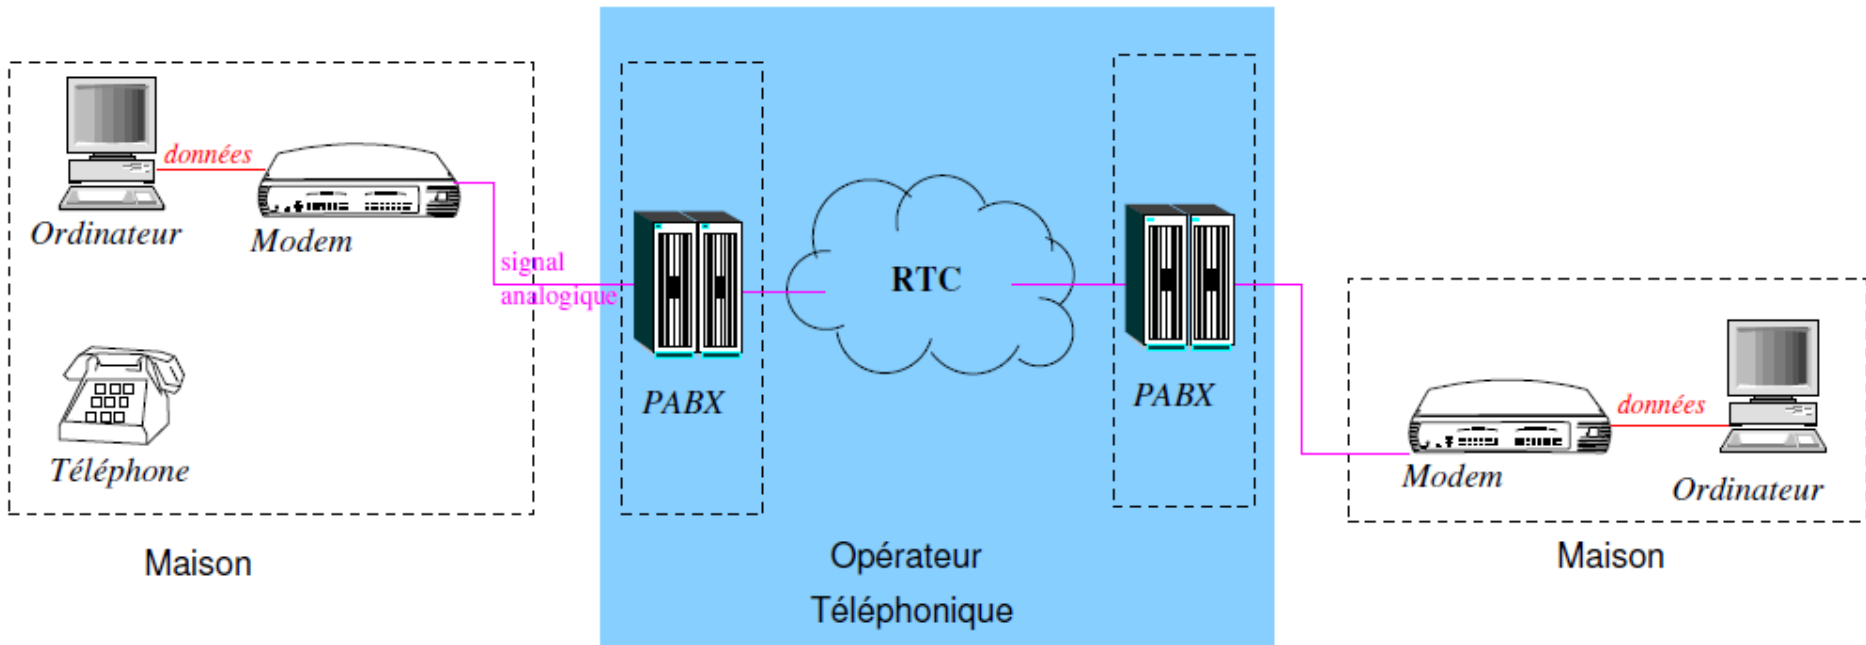 données
Ordinateur
Modem
signal
analogique
Téléphone
Maison
PABX
RTC
PABX
Opérateur
Téléphonique
données
Modem
Ordinateur
Maison